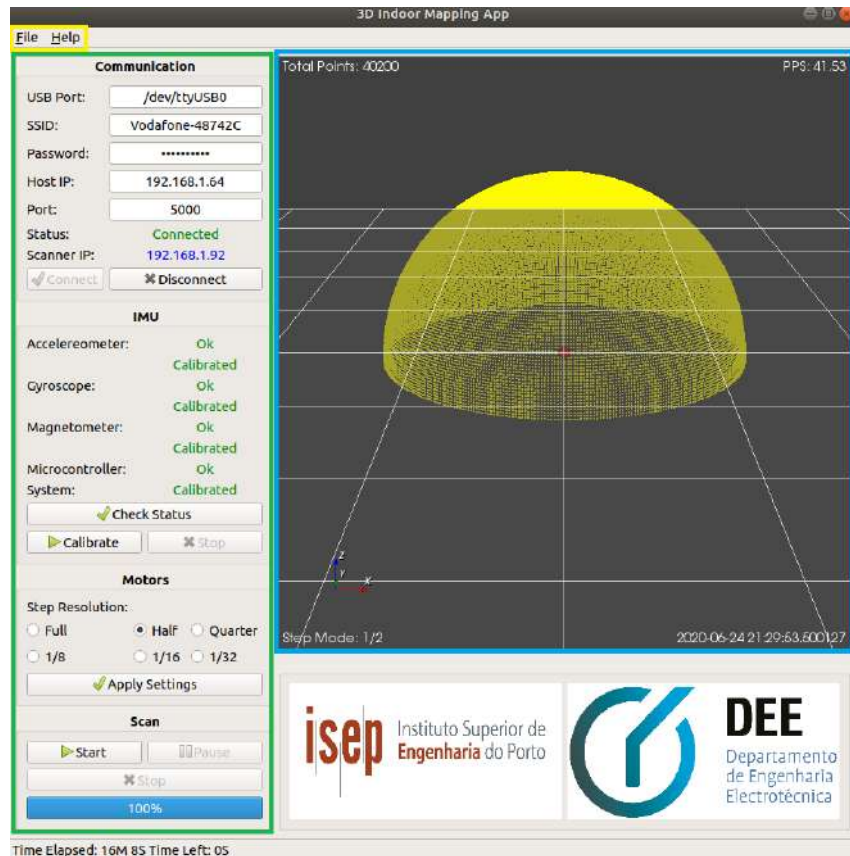 3D Indoor Mapping App
File Help
Communication
USB Port: /dev/ttyUSB0
SSID: Vodafone-48742C
Password: ••••••••••
Host IP: 192.168.1.64
Port: 5000
Status: Connected
Scanner IP: 192.168.1.92
Connect Disconnect
IMU
Accelereometer: Ok
Calibrated
Gyroscope: Ok
Calibrated
Magnetometer: Ok
Calibrated
Microcontroller: Ok
System: Calibrated
Check Status
Calibrate Stop
Motors
Step Resolution:
Full Half Quarter
1/8 1/16 1/32
Apply Settings
Scan
Start Pause
Stop
100%
Time Elapsed: 16M 8S Time Left: 0S
Total Points: 40200 PPS: 41.53
Z
Y
X
Step Mode: 1/2 2020-06-24 21:29:53.500127
isep Instituto Superior de
Engenharia do Porto
DEE
Departamento
de Engenharia
Electrotécnica